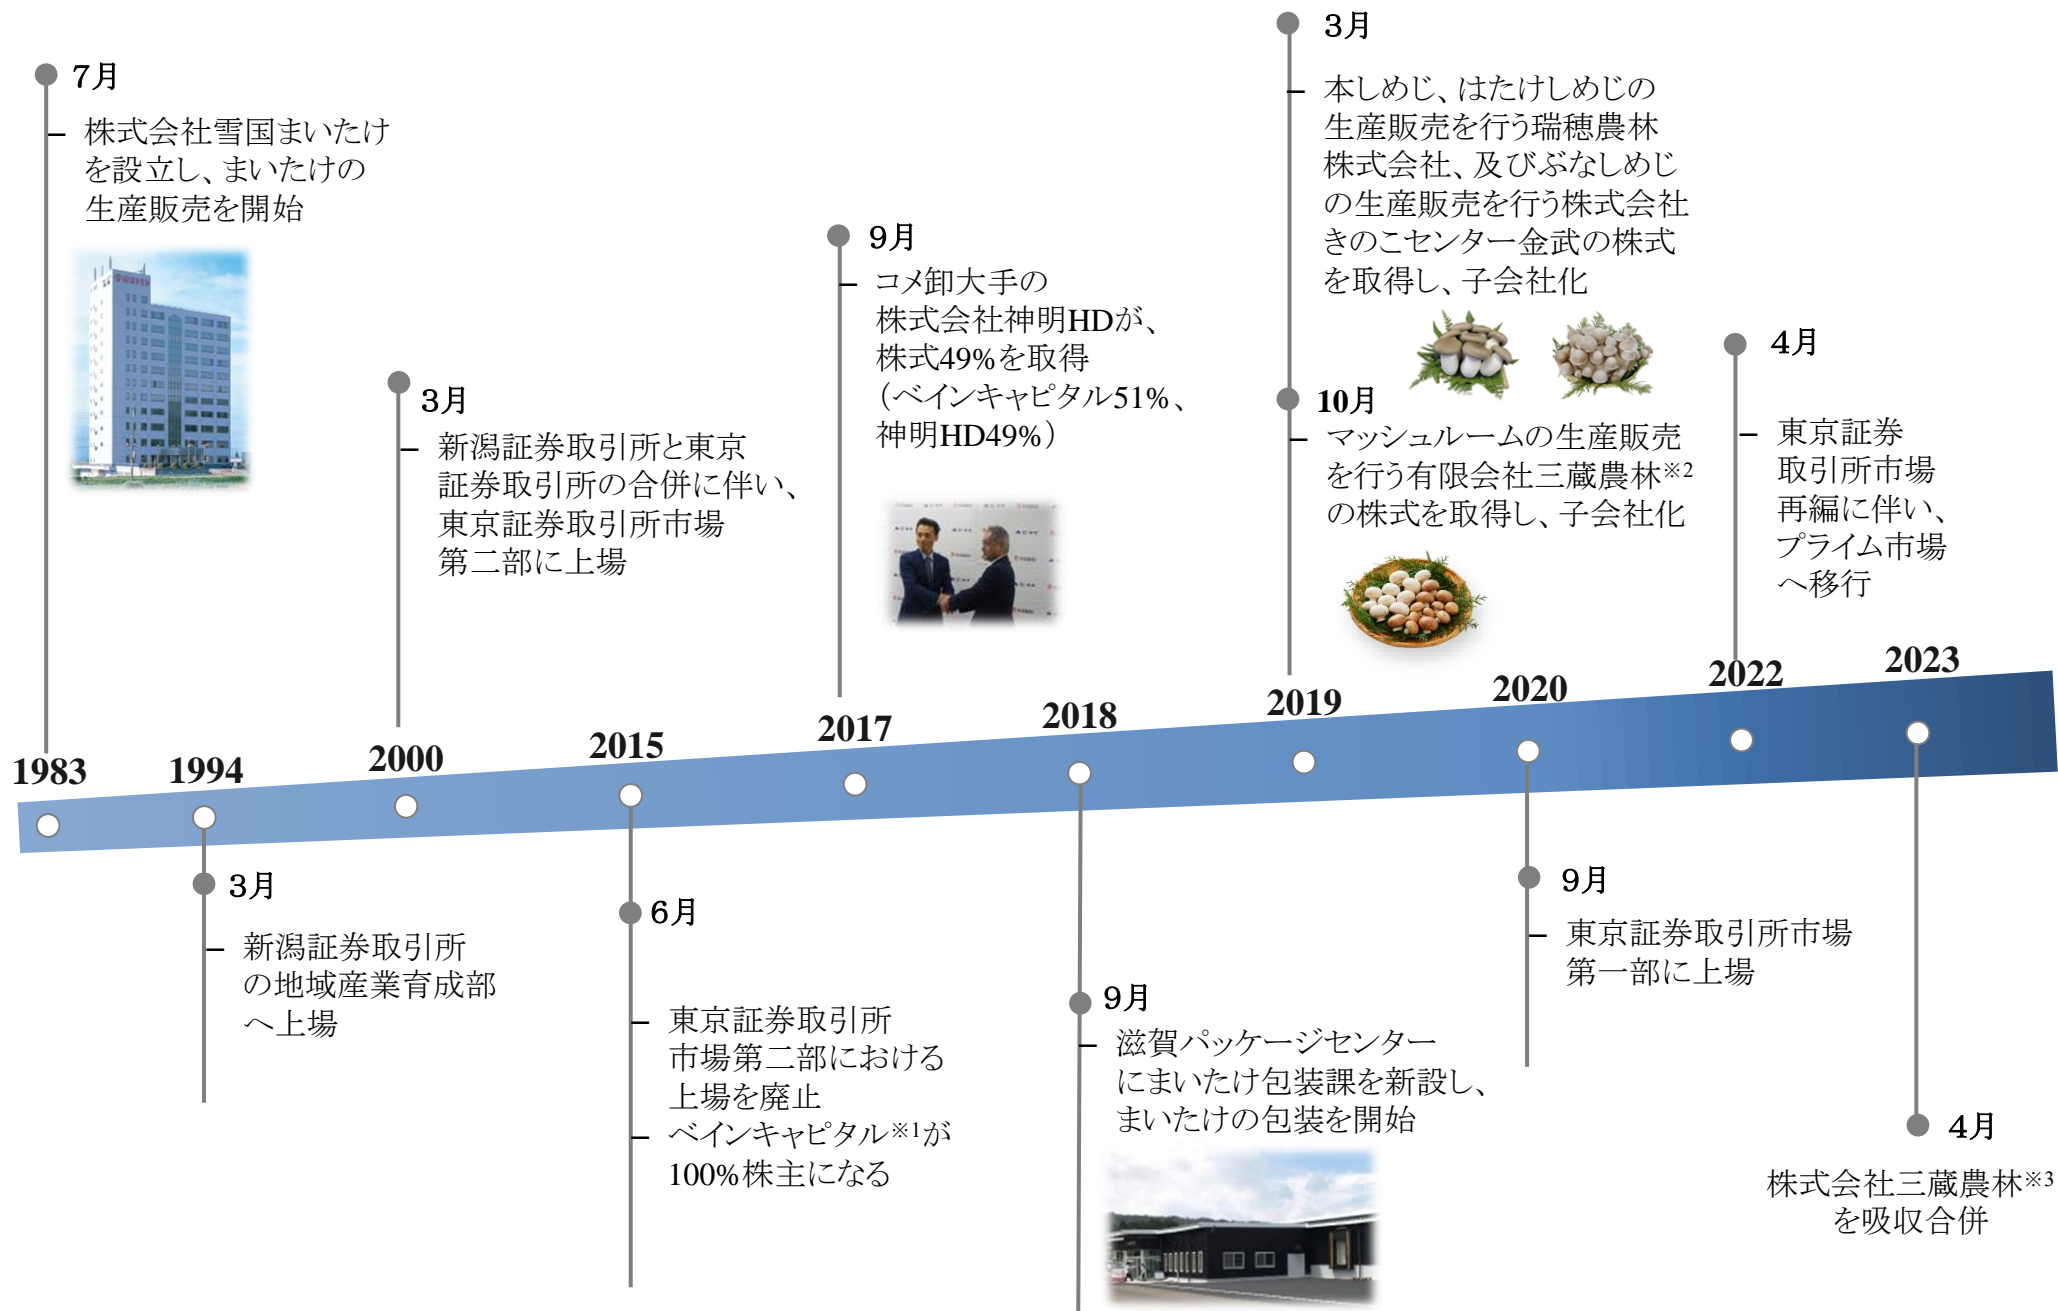 7月
– 株式会社雪国まいたけ
を設立し、まいたけの
生産販売を開始
3月
– 新潟証券取引所と東京
証券取引所の合併に伴い、
東京証券取引所市場
第二部に上場
9月
– コメ卸大手の
株式会社神明HDが、
株式49%を取得
（ベインキャピタル51%、
神明HD49%）
3月
– 本しめじ、はたけしめじの
生産販売を行う瑞穂農林
株式会社、及びぶなしめじ
の生産販売を行う株式会社
きのこセンター金武の株式
を取得し、子会社化
10月
– マッシュルームの生産販売
を行う有限会社三蔵農林※2
の株式を取得し、子会社化
4月
– 東京証券
取引所市場
再編に伴い、
プライム市場
へ移行
1983
1994
2000
2015
2017
2018
2019
2020
2022
2023
3月
– 新潟証券取引所
の地域産業育成部
へ上場
6月
– 東京証券取引所
市場第二部における
上場を廃止
– ベインキャピタル※1が
100%株主になる
9月
– 滋賀パッケージセンター
にまいたけ包装課を新設し、
まいたけの包装を開始
9月
– 東京証券取引所市場
第一部に上場
4月
株式会社三蔵農林※3
を吸収合併